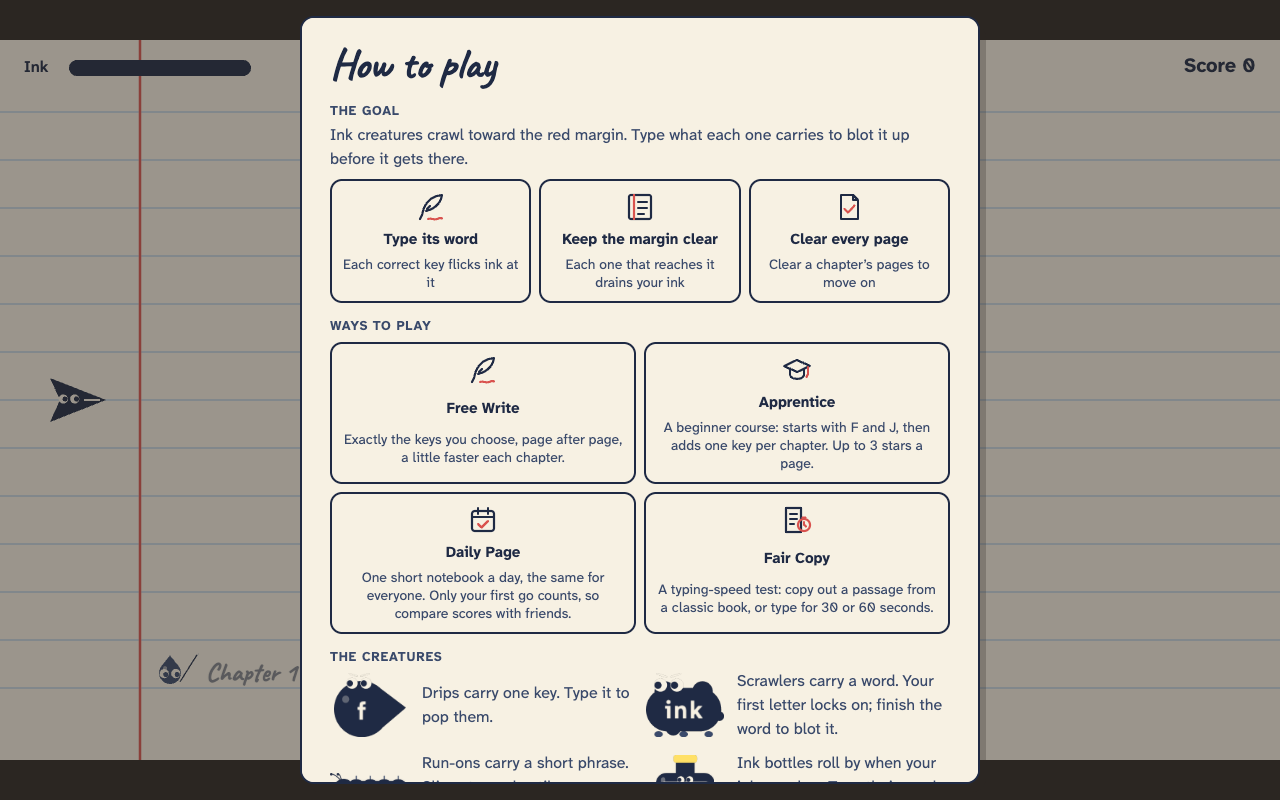 How to play
Ink
Score 0
THE GOAL
Ink creatures crawl toward the red margin. Type what each one carries to blot it up
before it gets there.
Type its word
Each correct key flicks ink at
it
Keep the margin clear
Each one that reaches it
drains your ink
Clear every page
Clear a chapter’s pages to
move on
WAYS TO PLAY
Free Write
Exactly the keys you choose, page after page,
a little faster each chapter.
Apprentice
A beginner course: starts with F and J, then
adds one key per chapter. Up to 3 stars a
page.
Daily Page
One short notebook a day, the same for
everyone. Only your first go counts, so
compare scores with friends.
Fair Copy
A typing-speed test: copy out a passage from
a classic book, or type for 30 or 60 seconds.
THE CREATURES
Chapter 1
f
Drips carry one key. Type it to
pop them.
ink
Scrawlers carry a word. Your
first letter locks on; finish the
word to blot it.
Run-ons carry a short phrase.
Ink bottles roll by when your